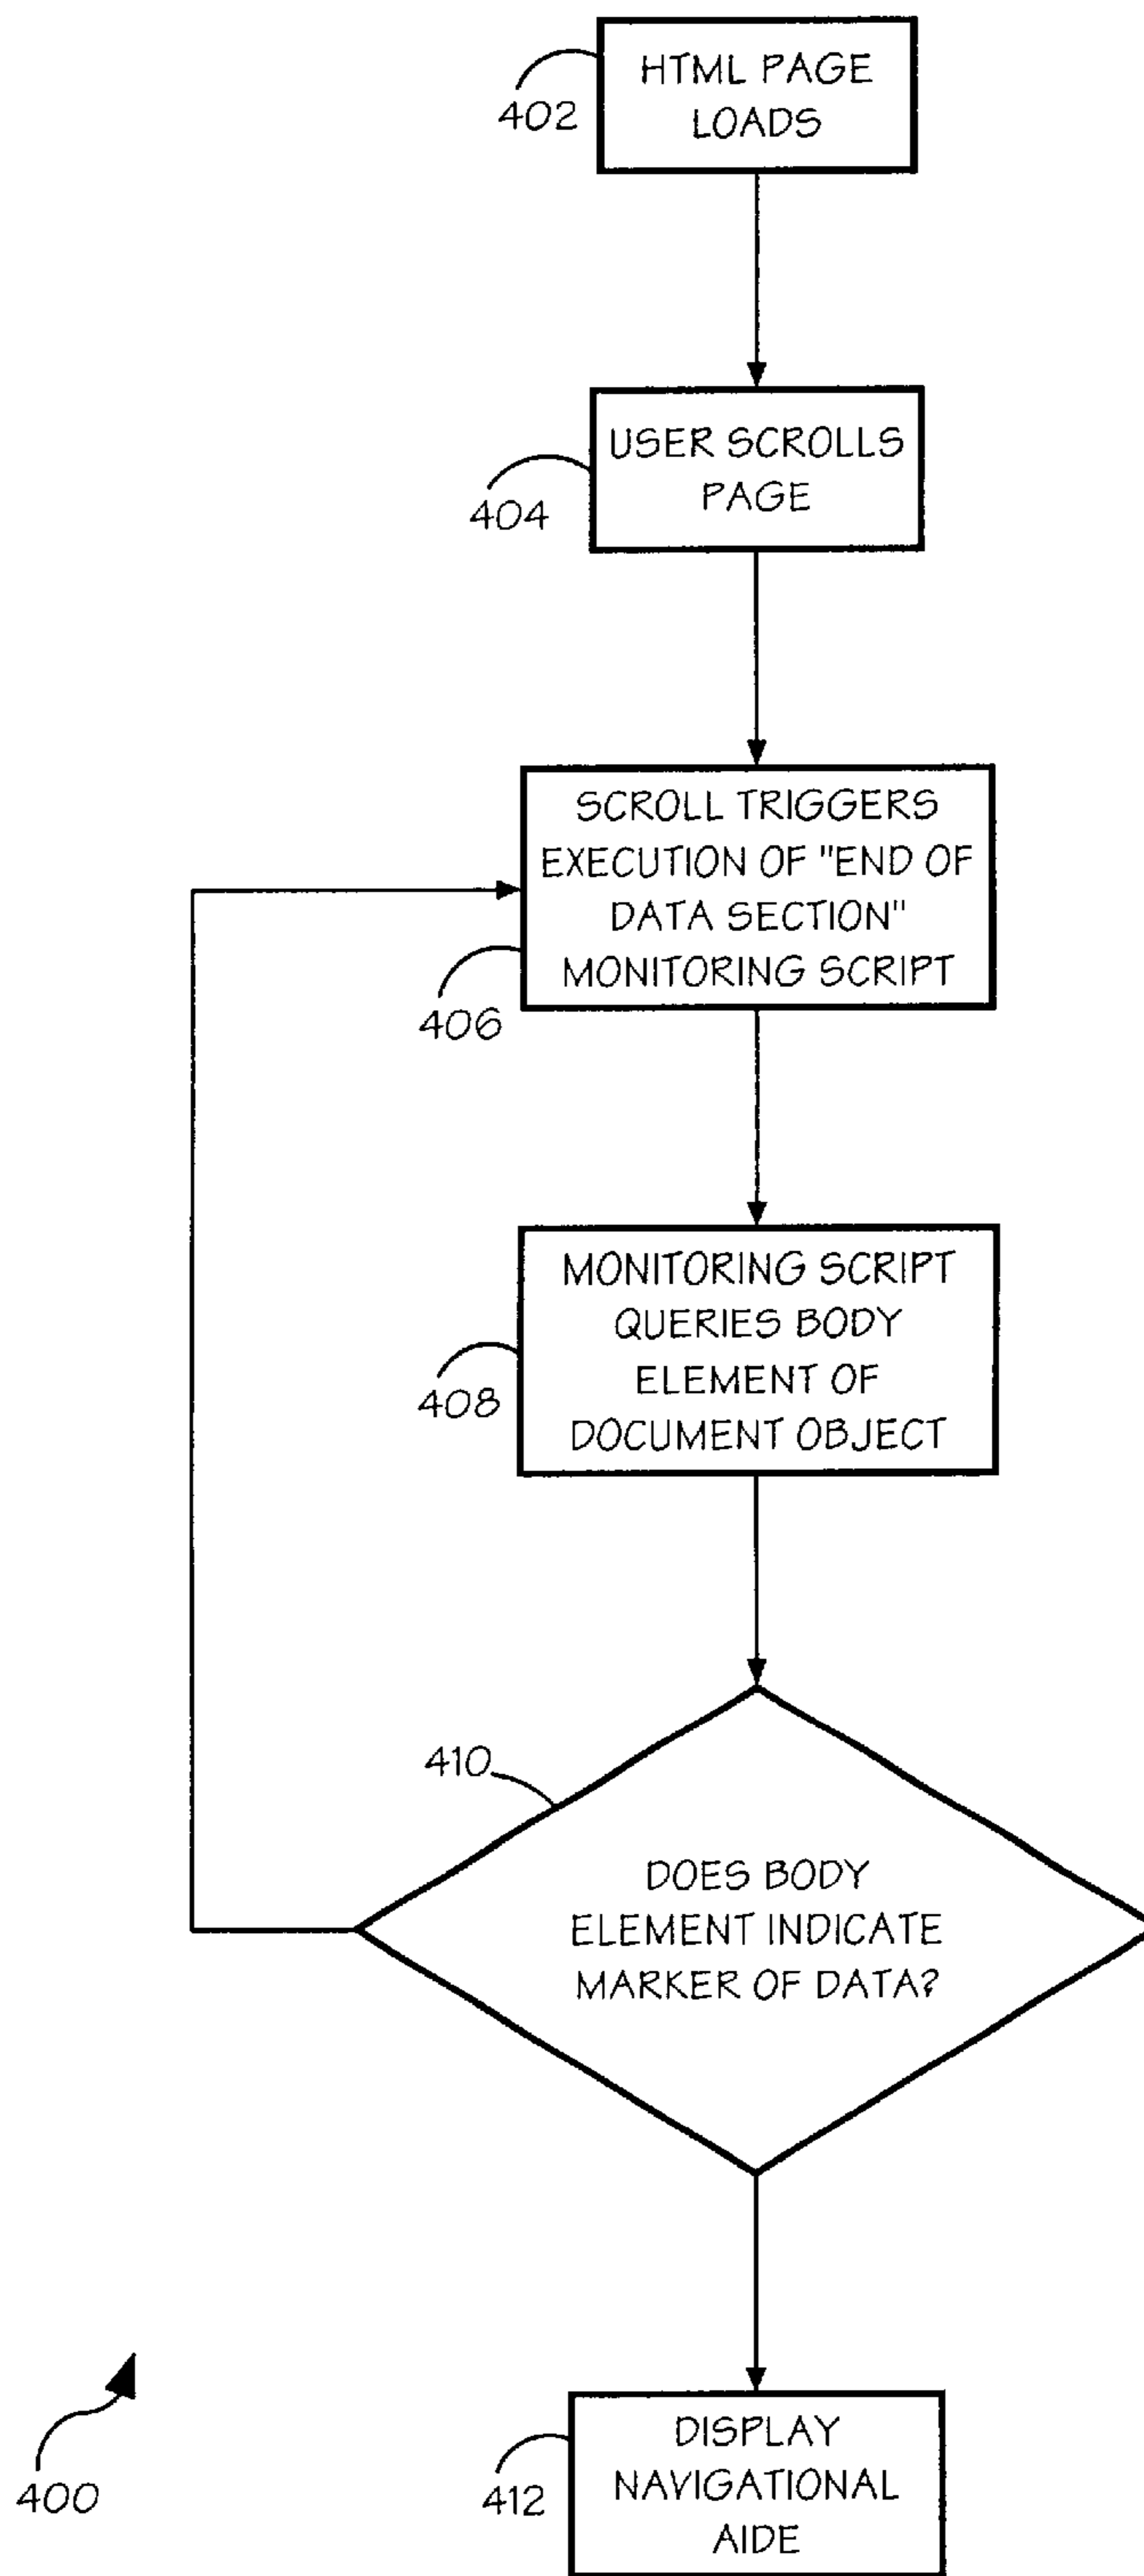 HTML PAGE
LOADS
402
USER SCROLLS
PAGE
404
SCROLL TRIGGERS
EXECUTION OF "END OF
DATA SECTION"
MONITORING SCRIPT
406
MONITORING SCRIPT
QUERIES BODY
ELEMENT OF
DOCUMENT OBJECT
408
410
DOES BODY
ELEMENT INDICATE
MARKER OF DATA?
DISPLAY
NAVIGATIONAL
AIDE
412
400